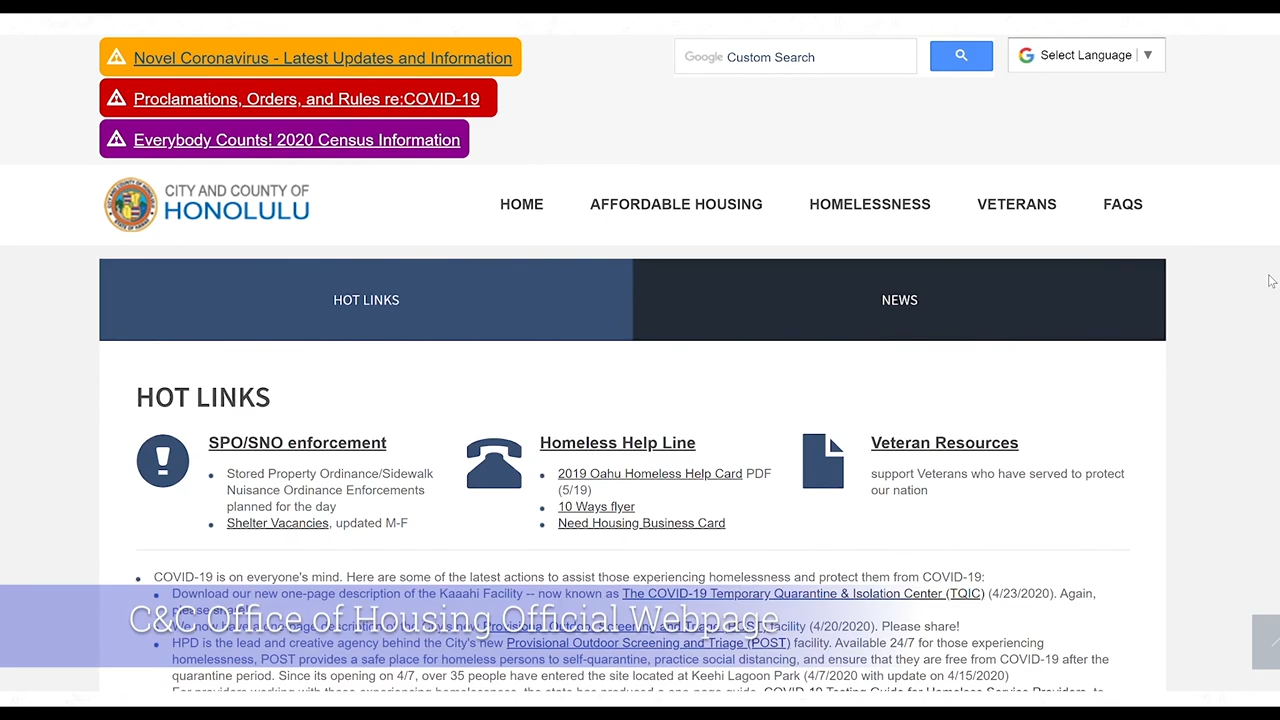 Novel Coronavirus - Latest Updates and Information
Proclamations, Orders, and Rules re:COVID-19
Everybody Counts! 2020 Census Information
Google Custom Search
Select Language
CITY AND COUNTY OF
HONOLULU
HOME AFFORDABLE HOUSING HOMELESSNESS VETERANS FAQS
HOT LINKS NEWS
HOT LINKS
SPO/SNO enforcement
Stored Property Ordinance/Sidewalk
Nuisance Ordinance Enforcements
planned for the day
Shelter Vacancies, updated M-F
Homeless Help Line
2019 Oahu Homeless Help Card PDF
(5/19)
10 Ways flyer
Need Housing Business Card
Veteran Resources
support Veterans who have served to protect
our nation
COVID-19 is on everyone's mind. Here are some of the latest actions to assist those experiencing homelessness and protect them from COVID-19:
Download our new one-page description of the Kaaahi Facility -- now known as The COVID-19 Temporary Quarantine & Isolation Center (TQIC) (4/23/2020). Again,
please share!
C&C Office of Housing Official Webpage
facility (4/20/2020). Please share!
HPD is the lead and creative agency behind the City's new Provisional Outdoor Screening and Triage (POST) facility. Available 24/7 for those experiencing
homelessness, POST provides a safe place for homeless persons to self-quarantine, practice social distancing, and ensure that they are free from COVID-19 after the
quarantine period. Since its opening on 4/7, over 35 people have entered the site located at Keehi Lagoon Park (4/7/2020 with update on 4/15/2020)